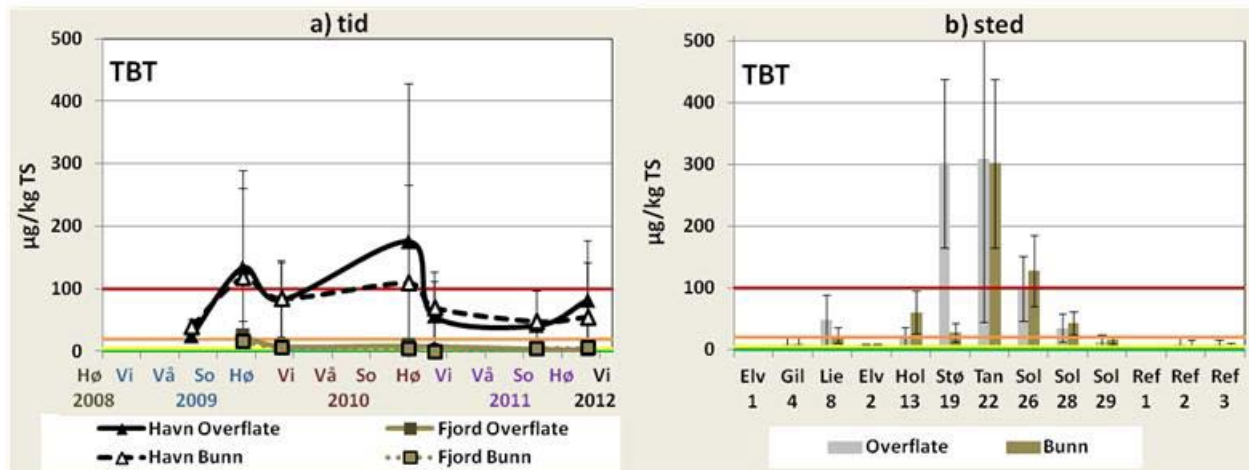 a) tid
500
400
300
200
100
0
µg/kg TS
TBT
Hø Vi Vå So Hø Vi Vå So Hø Vi Vå So Hø Vi
2008 2009 2010 2011 2012
Havn Overflate Fjord Overflate
Havn Bunn Fjord Bunn
b) sted
500
400
300
200
100
0
µg/kg TS
TBT
Elv Gil Lie Elv Hol Stø Tan Sol Sol Sol Ref Ref Ref
1 4 8 2 13 19 22 26 28 29 1 2 3
Overflate Bunn